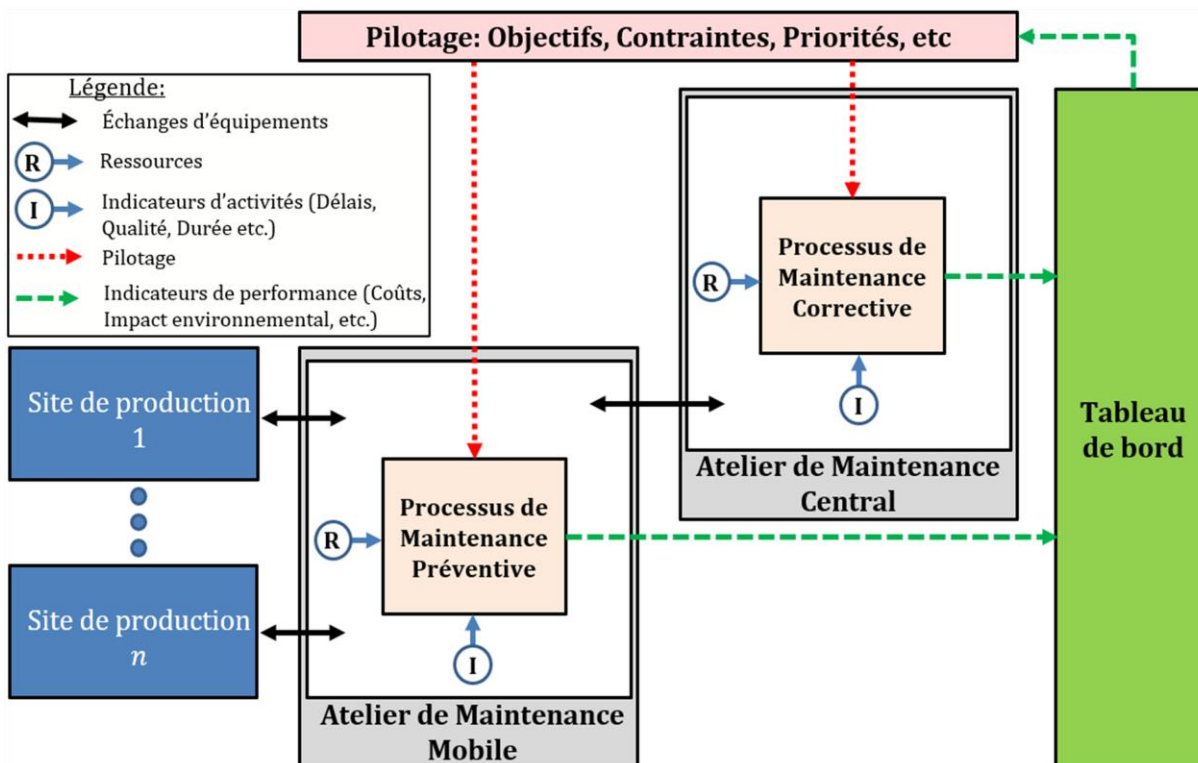 Pilotage: Objectifs, Contraintes, Priorités, etc
Légende:
Échanges d’équipements
R
Ressources
I
Indicateurs d’activités (Délais,
Qualité, Durée etc.)
Pilotage
Indicateurs de performance (Coûts,
Impact environnemental, etc.)
Processus de
Maintenance
Corrective
R
I
Atelier de Maintenance
Central
Tableau
de bord
Site de production
1
Site de production
n
Processus de
Maintenance
Préventive
R
I
Atelier de Maintenance
Mobile